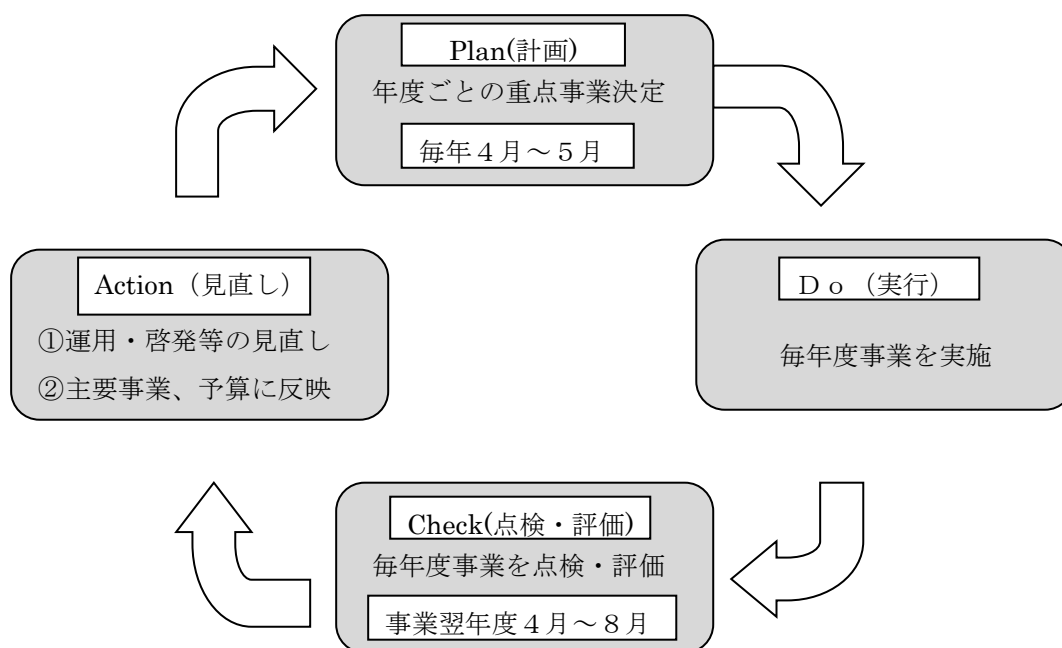 Plan(計画)
年度ごとの重点事業決定
毎年４月～５月
Ｄｏ（実行）
毎年度事業を実施
Check(点検・評価)
毎年度事業を点検・評価
事業翌年度４月～８月
Action（見直し）
①運用・啓発等の見直し
②主要事業、予算に反映